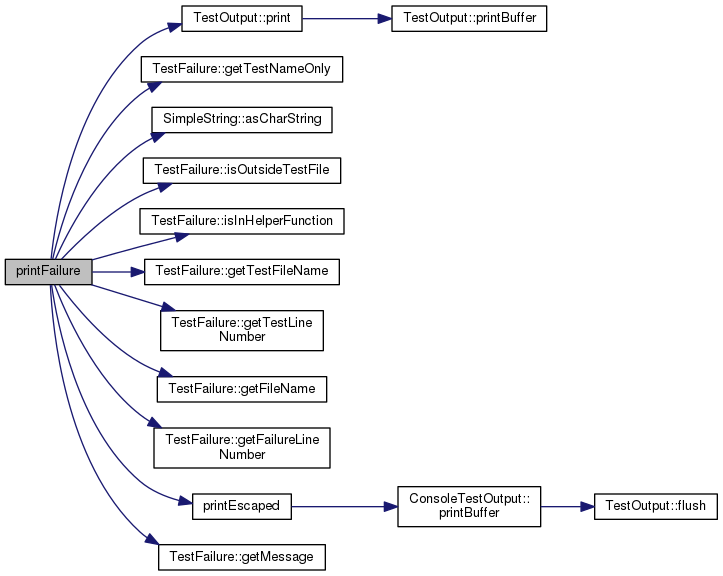 TestOutput::print
TestOutput::printBuffer
TestFailure::getTestNameOnly
SimpleString::asCharString
TestFailure::isOutsideTestFile
TestFailure::isInHelperFunction
printFailure
TestFailure::getTestFileName
TestFailure::getTestLine
Number
TestFailure::getFileName
TestFailure::getFailureLine
Number
printEscaped
ConsoleTestOutput::
printBuffer
TestOutput::flush
TestFailure::getMessage